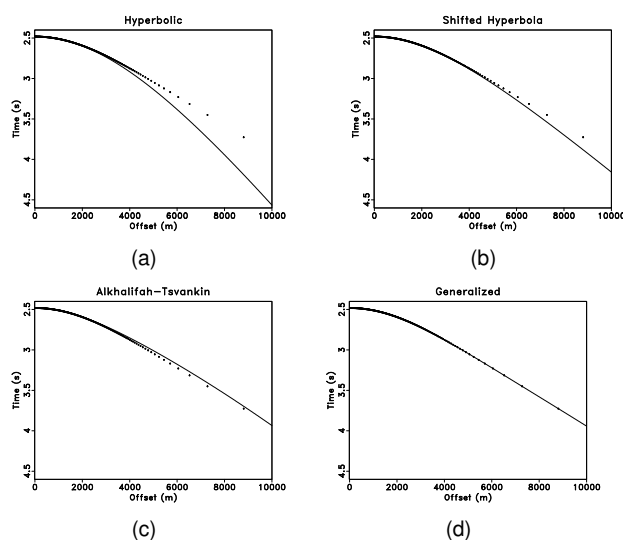 Hyperbolic
2.5
3
3.5
4
4.5
Time (s)
0 2000 4000 6000 8000 10000
Offset (m)
(a)
Shifted Hyperbola
2.5
3
3.5
4
4.5
Time (s)
0 2000 4000 6000 8000 10000
Offset (m)
(b)
Alkhalifah-Tsvankin
2.5
3
3.5
4
4.5
Time (s)
0 2000 4000 6000 8000 10000
Offset (m)
(c)
Generalized
2.5
3
3.5
4
4.5
Time (s)
0 2000 4000 6000 8000 10000
Offset (m)
(d)